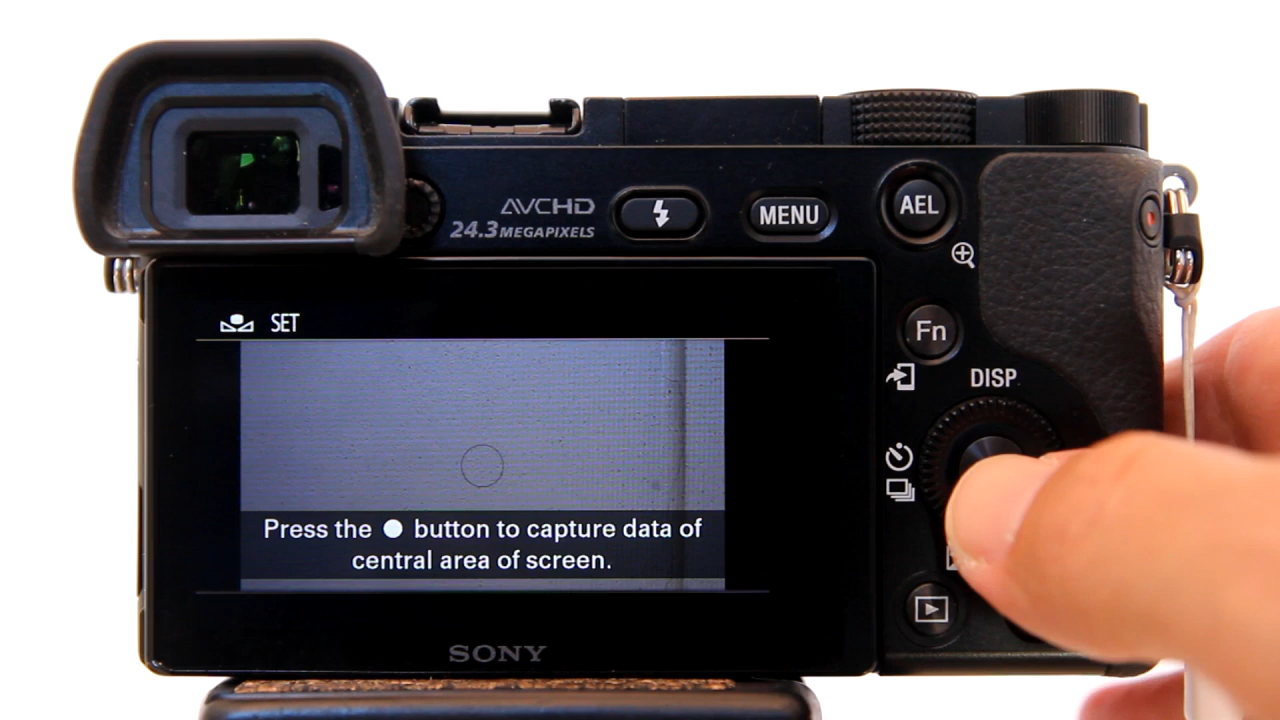 AVCHD
24.3 MEGAPIXELS
MENU
AEL
Fn
DISP
SET
Press the ● button to capture data of
central area of screen.
SONY